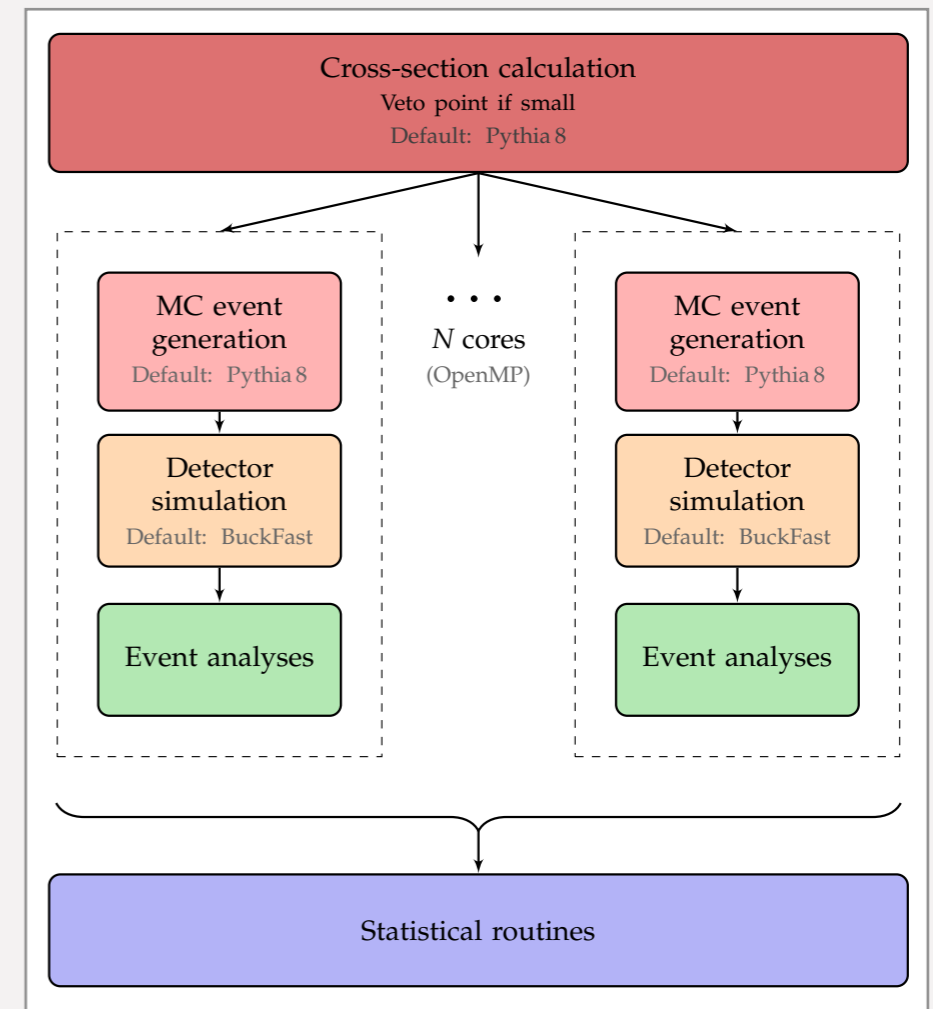 Cross-section calculation
Veto point if small
Default: Pythia 8
MC event
generation
Default: Pythia 8
Detector
simulation
Default: BuckFast
Event analyses
...
N cores
(OpenMP)
MC event
generation
Default: Pythia 8
Detector
simulation
Default: BuckFast
Event analyses
Statistical routines